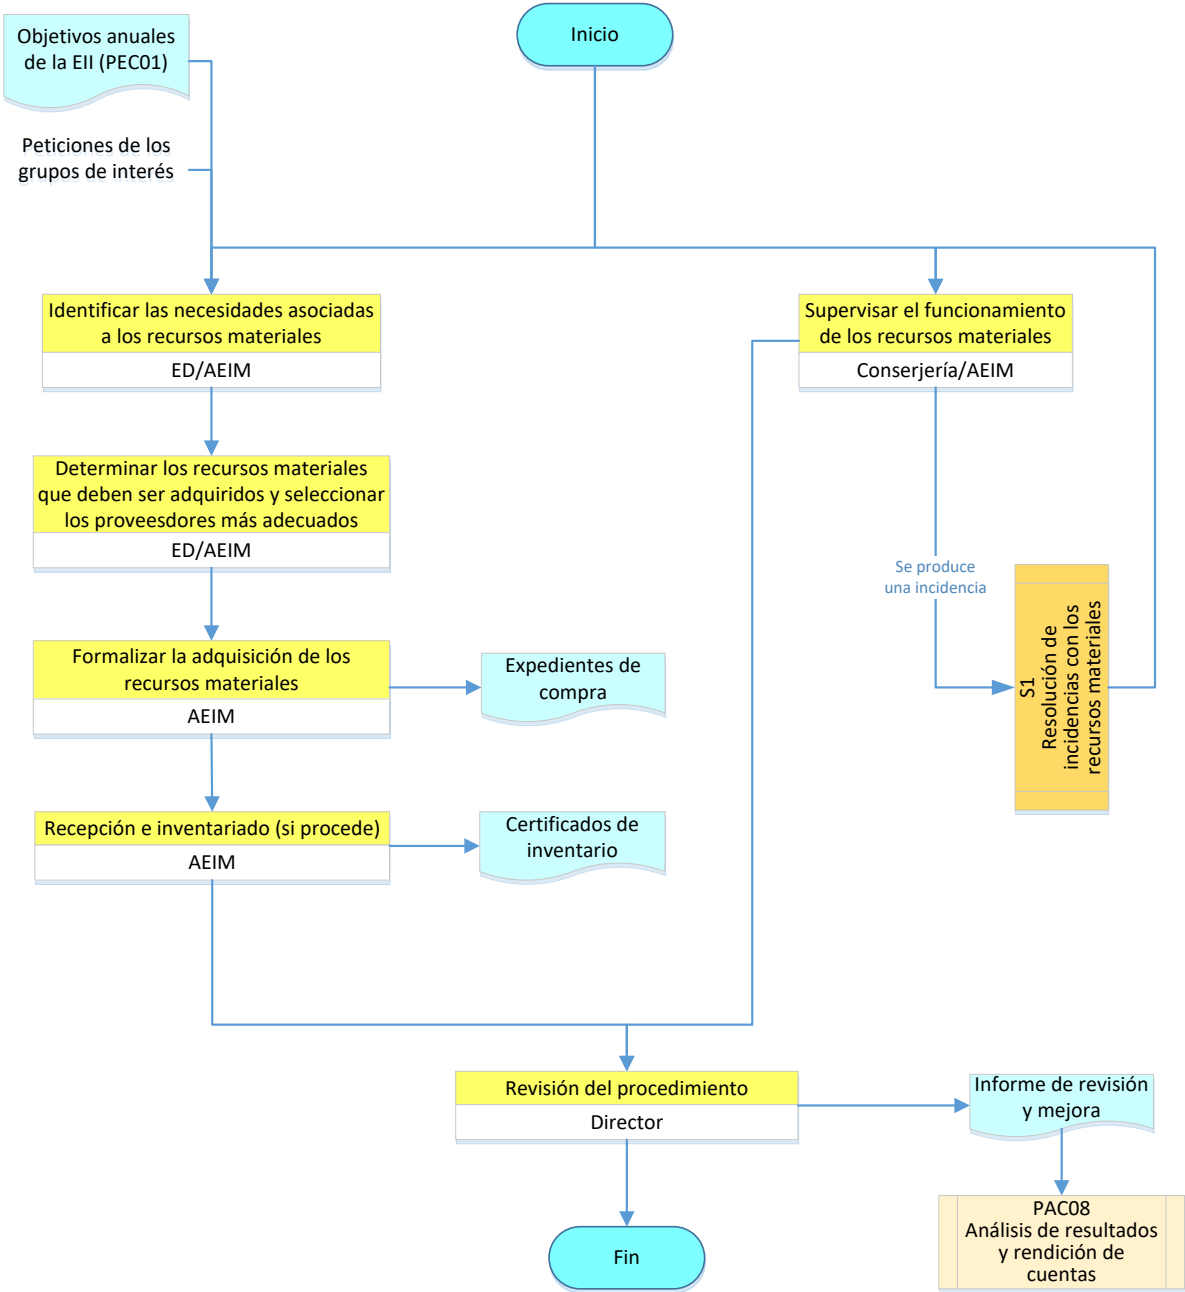 Objetivos anuales
de la EII (PEC01)
Inicio
Peticiones de los
grupos de interés
Identificar las necesidades asociadas
a los recursos materiales
ED/AEIM
Supervisar el funcionamiento
de los recursos materiales
Conserjería/AEIM
Determinar los recursos materiales
que deben ser adquiridos y seleccionar
los proveesdores más adecuados
ED/AEIM
Se produce
una incidencia
S1
Resolución de
incidencias con los
recursos materiales
Formalizar la adquisición de los
recursos materiales
AEIM
Expedientes de
compra
Recepción e inventariado (si procede)
AEIM
Certificados de
inventario
Revisión del procedimiento
Director
Informe de revisión
y mejora
PAC08
Análisis de resultados
y rendición de
cuentas
Fin